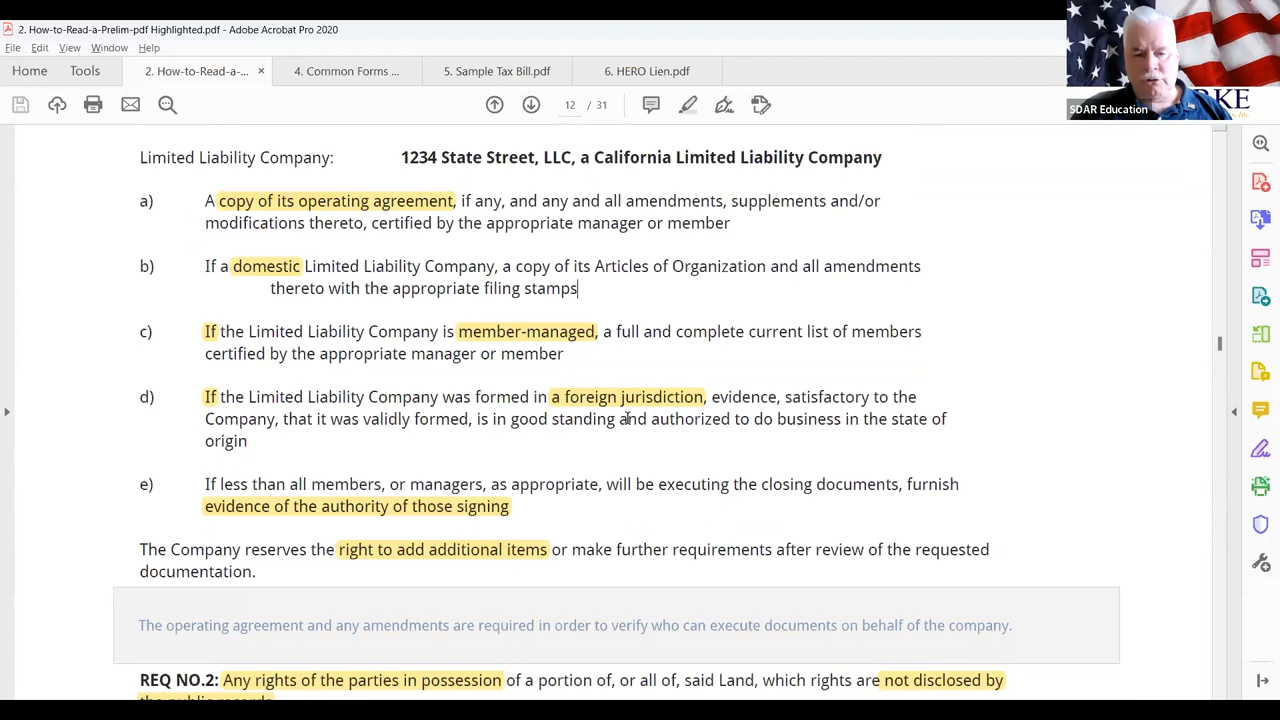 2. How-to-Read-a-Prelim-pdf Highlighted.pdf - Adobe Acrobat Pro 2020
File Edit View Window Help
Home Tools 2. How-to-Read-a-... × 4. Common Forms ... 5. Sample Tax Bill.pdf 6. HERO Lien.pdf
12 / 31
SDAR Education
RKE
Limited Liability Company: 1234 State Street, LLC, a California Limited Liability Company
a) A copy of its operating agreement, if any, and any and all amendments, supplements and/or
modifications thereto, certified by the appropriate manager or member
b) If a domestic Limited Liability Company, a copy of its Articles of Organization and all amendments
thereto with the appropriate filing stamps
c) If the Limited Liability Company is member-managed, a full and complete current list of members
certified by the appropriate manager or member
d) If the Limited Liability Company was formed in a foreign jurisdiction, evidence, satisfactory to the
Company, that it was validly formed, is in good standing and authorized to do business in the state of
origin
e) If less than all members, or managers, as appropriate, will be executing the closing documents, furnish
evidence of the authority of those signing
The Company reserves the right to add additional items or make further requirements after review of the requested
documentation.
The operating agreement and any amendments are required in order to verify who can execute documents on behalf of the company.
REQ NO.2: Any rights of the parties in possession of a portion of, or all of, said Land, which rights are not disclosed by
the public records